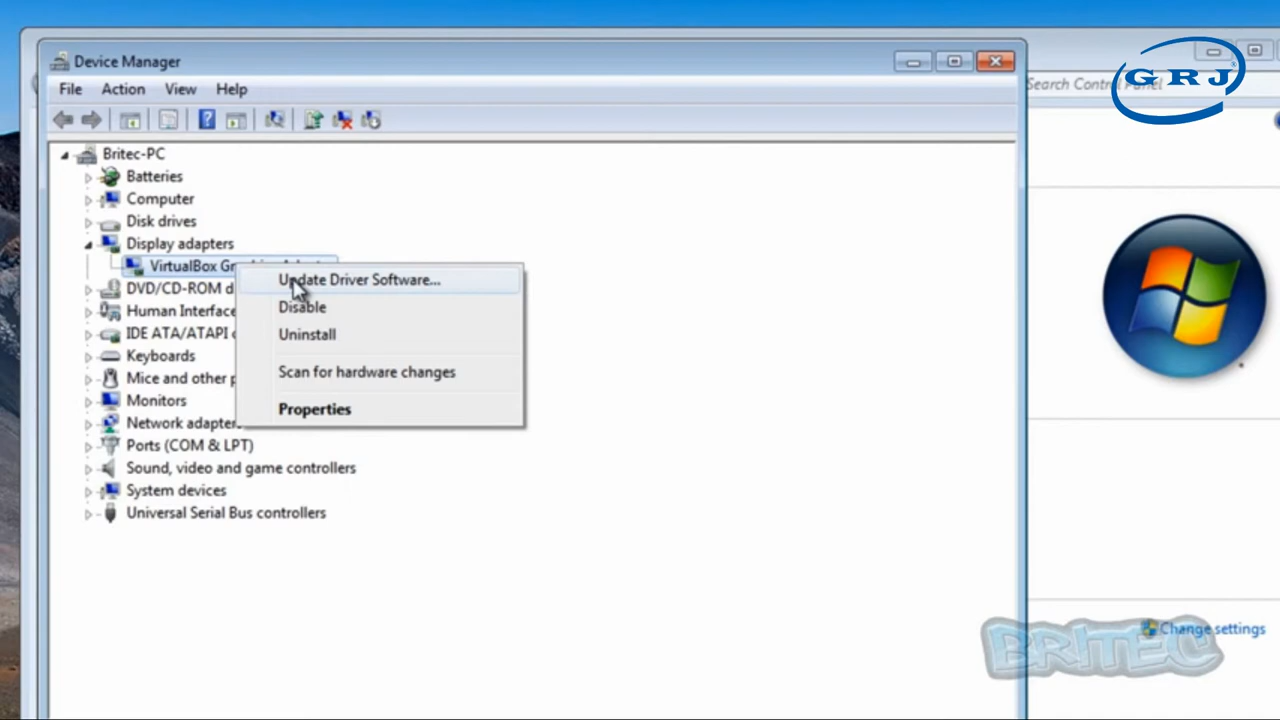 Device Manager
GRJ
Search Control Panel
File Action View Help
Britec-PC
Batteries
Computer
Disk drives
Display adapters
VirtualBox Gr
Update Driver Software...
DVD/CD-ROM d
Disable
Human Interface
IDE ATA/ATAPI
Uninstall
Keyboards
Scan for hardware changes
Mice and other p
Monitors
Properties
Network adapter
Ports (COM & LPT)
Sound, video and game controllers
System devices
Universal Serial Bus controllers
Change settings
BRITEC